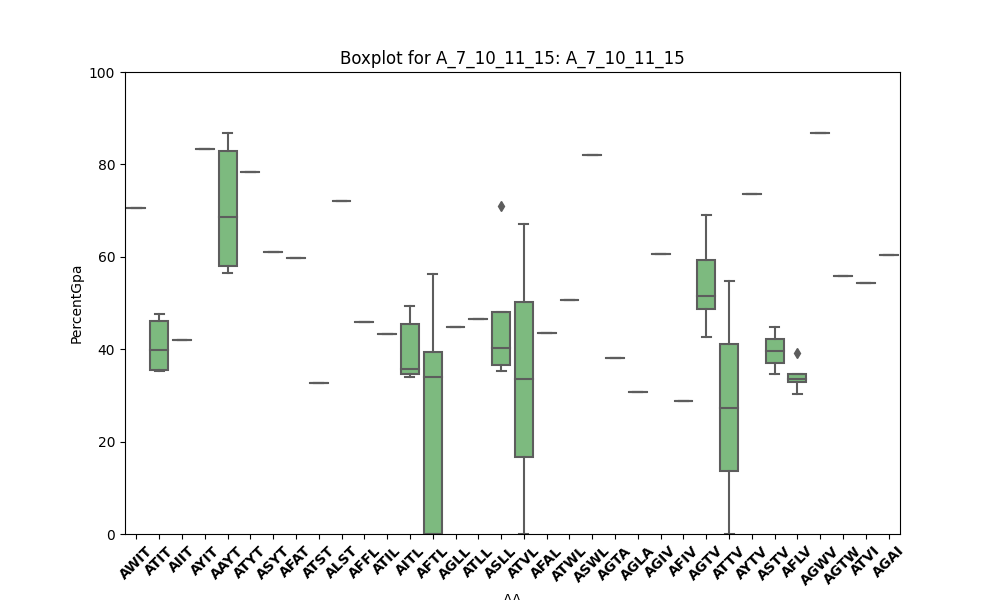 Boxplot for A_7_10_11_15: A_7_10_11_15
100
80
60
40
20
0
PercentGpa
AWIT ATIT AIIT AYIT AAYT ATYT ASYT AFAT ATST ALST AFFL ATIL AITL AFTL AGLL ATLL ASLL ATVL AFAL ATWL ASWL AGTA AGLA AGIV AFIV AGTV ATTV AYTV ASTV AFLV AGWV AGTW ATVI AGAI
AA